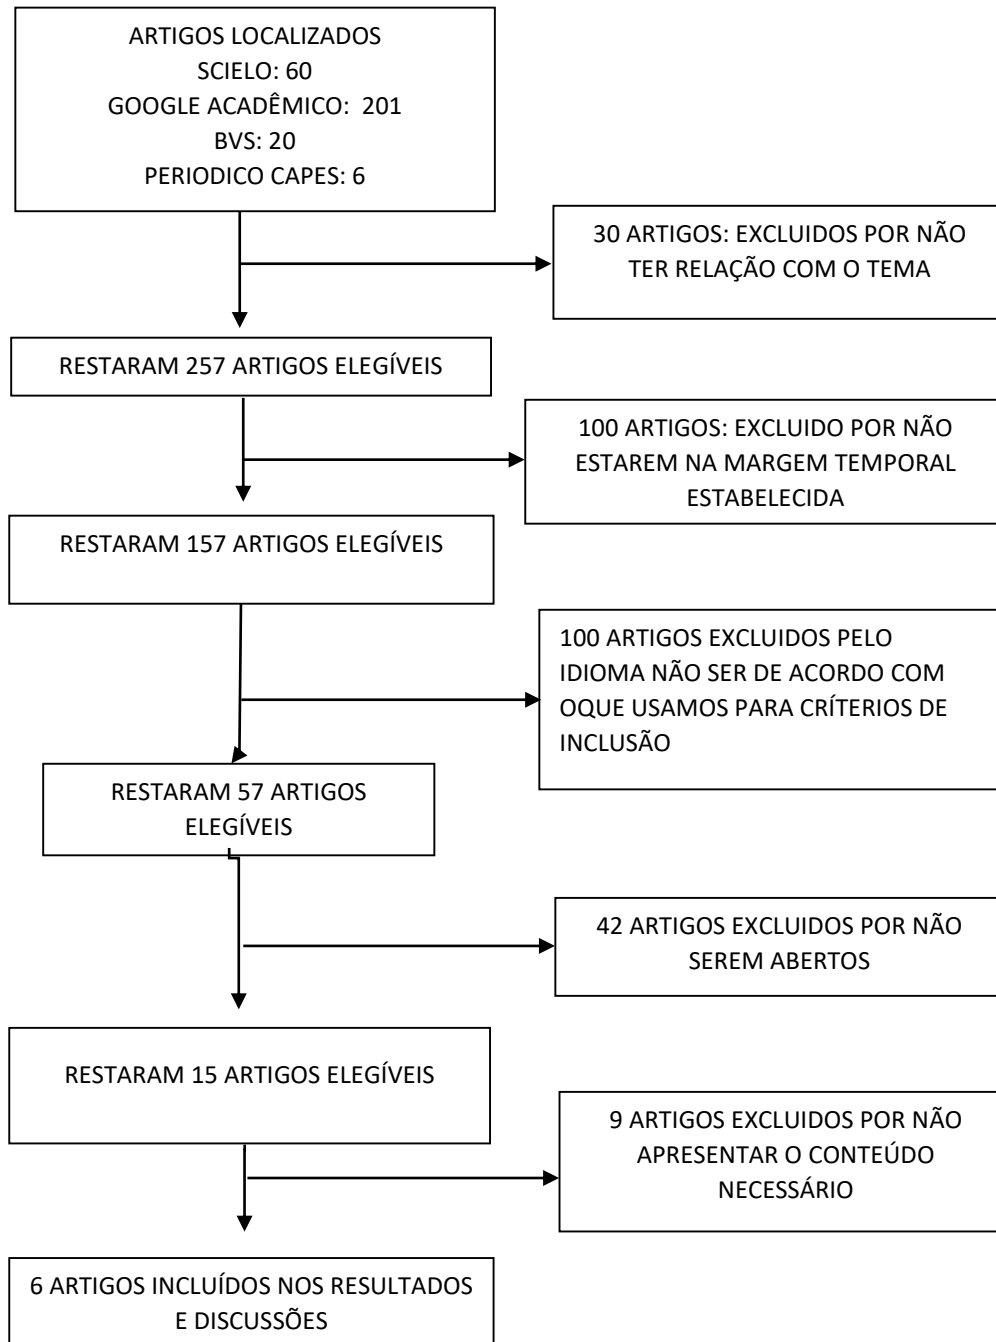 ARTIGOS LOCALIZADOS
SCIELO: 60
GOOGLE ACADÊMICO:  201
BVS: 20
PERIODICO CAPES: 6
30 ARTIGOS: EXCLUIDOS POR NÃO
TER RELAÇÃO COM O TEMA
RESTARAM 257 ARTIGOS ELEGÍVEIS
100 ARTIGOS: EXCLUIDO POR NÃO
ESTAREM NA MARGEM TEMPORAL
ESTABELECIDA
RESTARAM 157 ARTIGOS ELEGÍVEIS
100 ARTIGOS EXCLUIDOS PELO
IDIOMA NÃO SER DE ACORDO COM
OQUE USAMOS PARA CRÍTERIOS DE
INCLUSÃO
RESTARAM 57 ARTIGOS
ELEGÍVEIS
42 ARTIGOS EXCLUIDOS POR NÃO
SEREM ABERTOS
RESTARAM 15 ARTIGOS ELEGÍVEIS
9 ARTIGOS EXCLUIDOS POR NÃO
APRESENTAR O CONTEÚDO
NECESSÁRIO
6 ARTIGOS INCLUÍDOS NOS RESULTADOS
E DISCUSSÕES